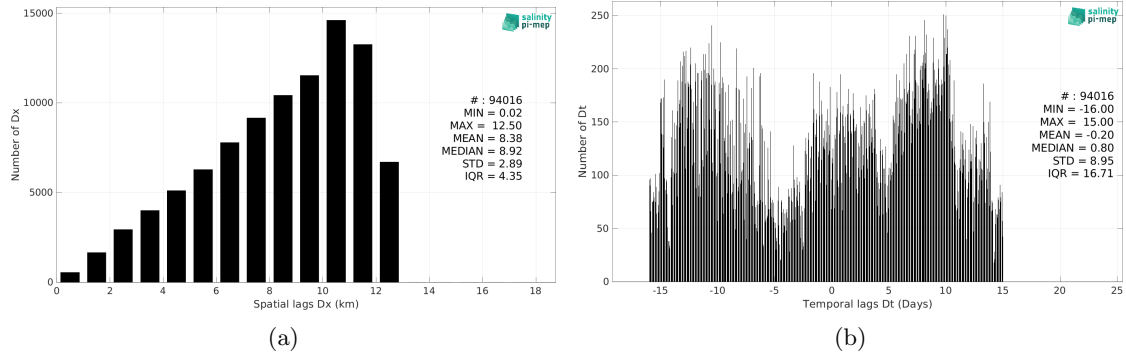 15000
10000
5000
0
Number of Dx
0 2 4 6 8 10 12 14 16 18
Spatial lags Dx (km)
salinity
pi-mep
# : 94016
MIN = 0.02
MAX = 12.50
MEAN = 8.38
MEDIAN = 8.92
STD = 2.89
IQR = 4.35
(a)
250
200
150
100
50
0
Number of Dt
-15 -10 -5 0 5 10 15 20 25
Temporal lags Dt (Days)
salinity
pi-mep
# : 94016
MIN = -16.00
MAX = 15.00
MEAN = -0.20
MEDIAN = 0.80
STD = 8.95
IQR = 16.71
(b)